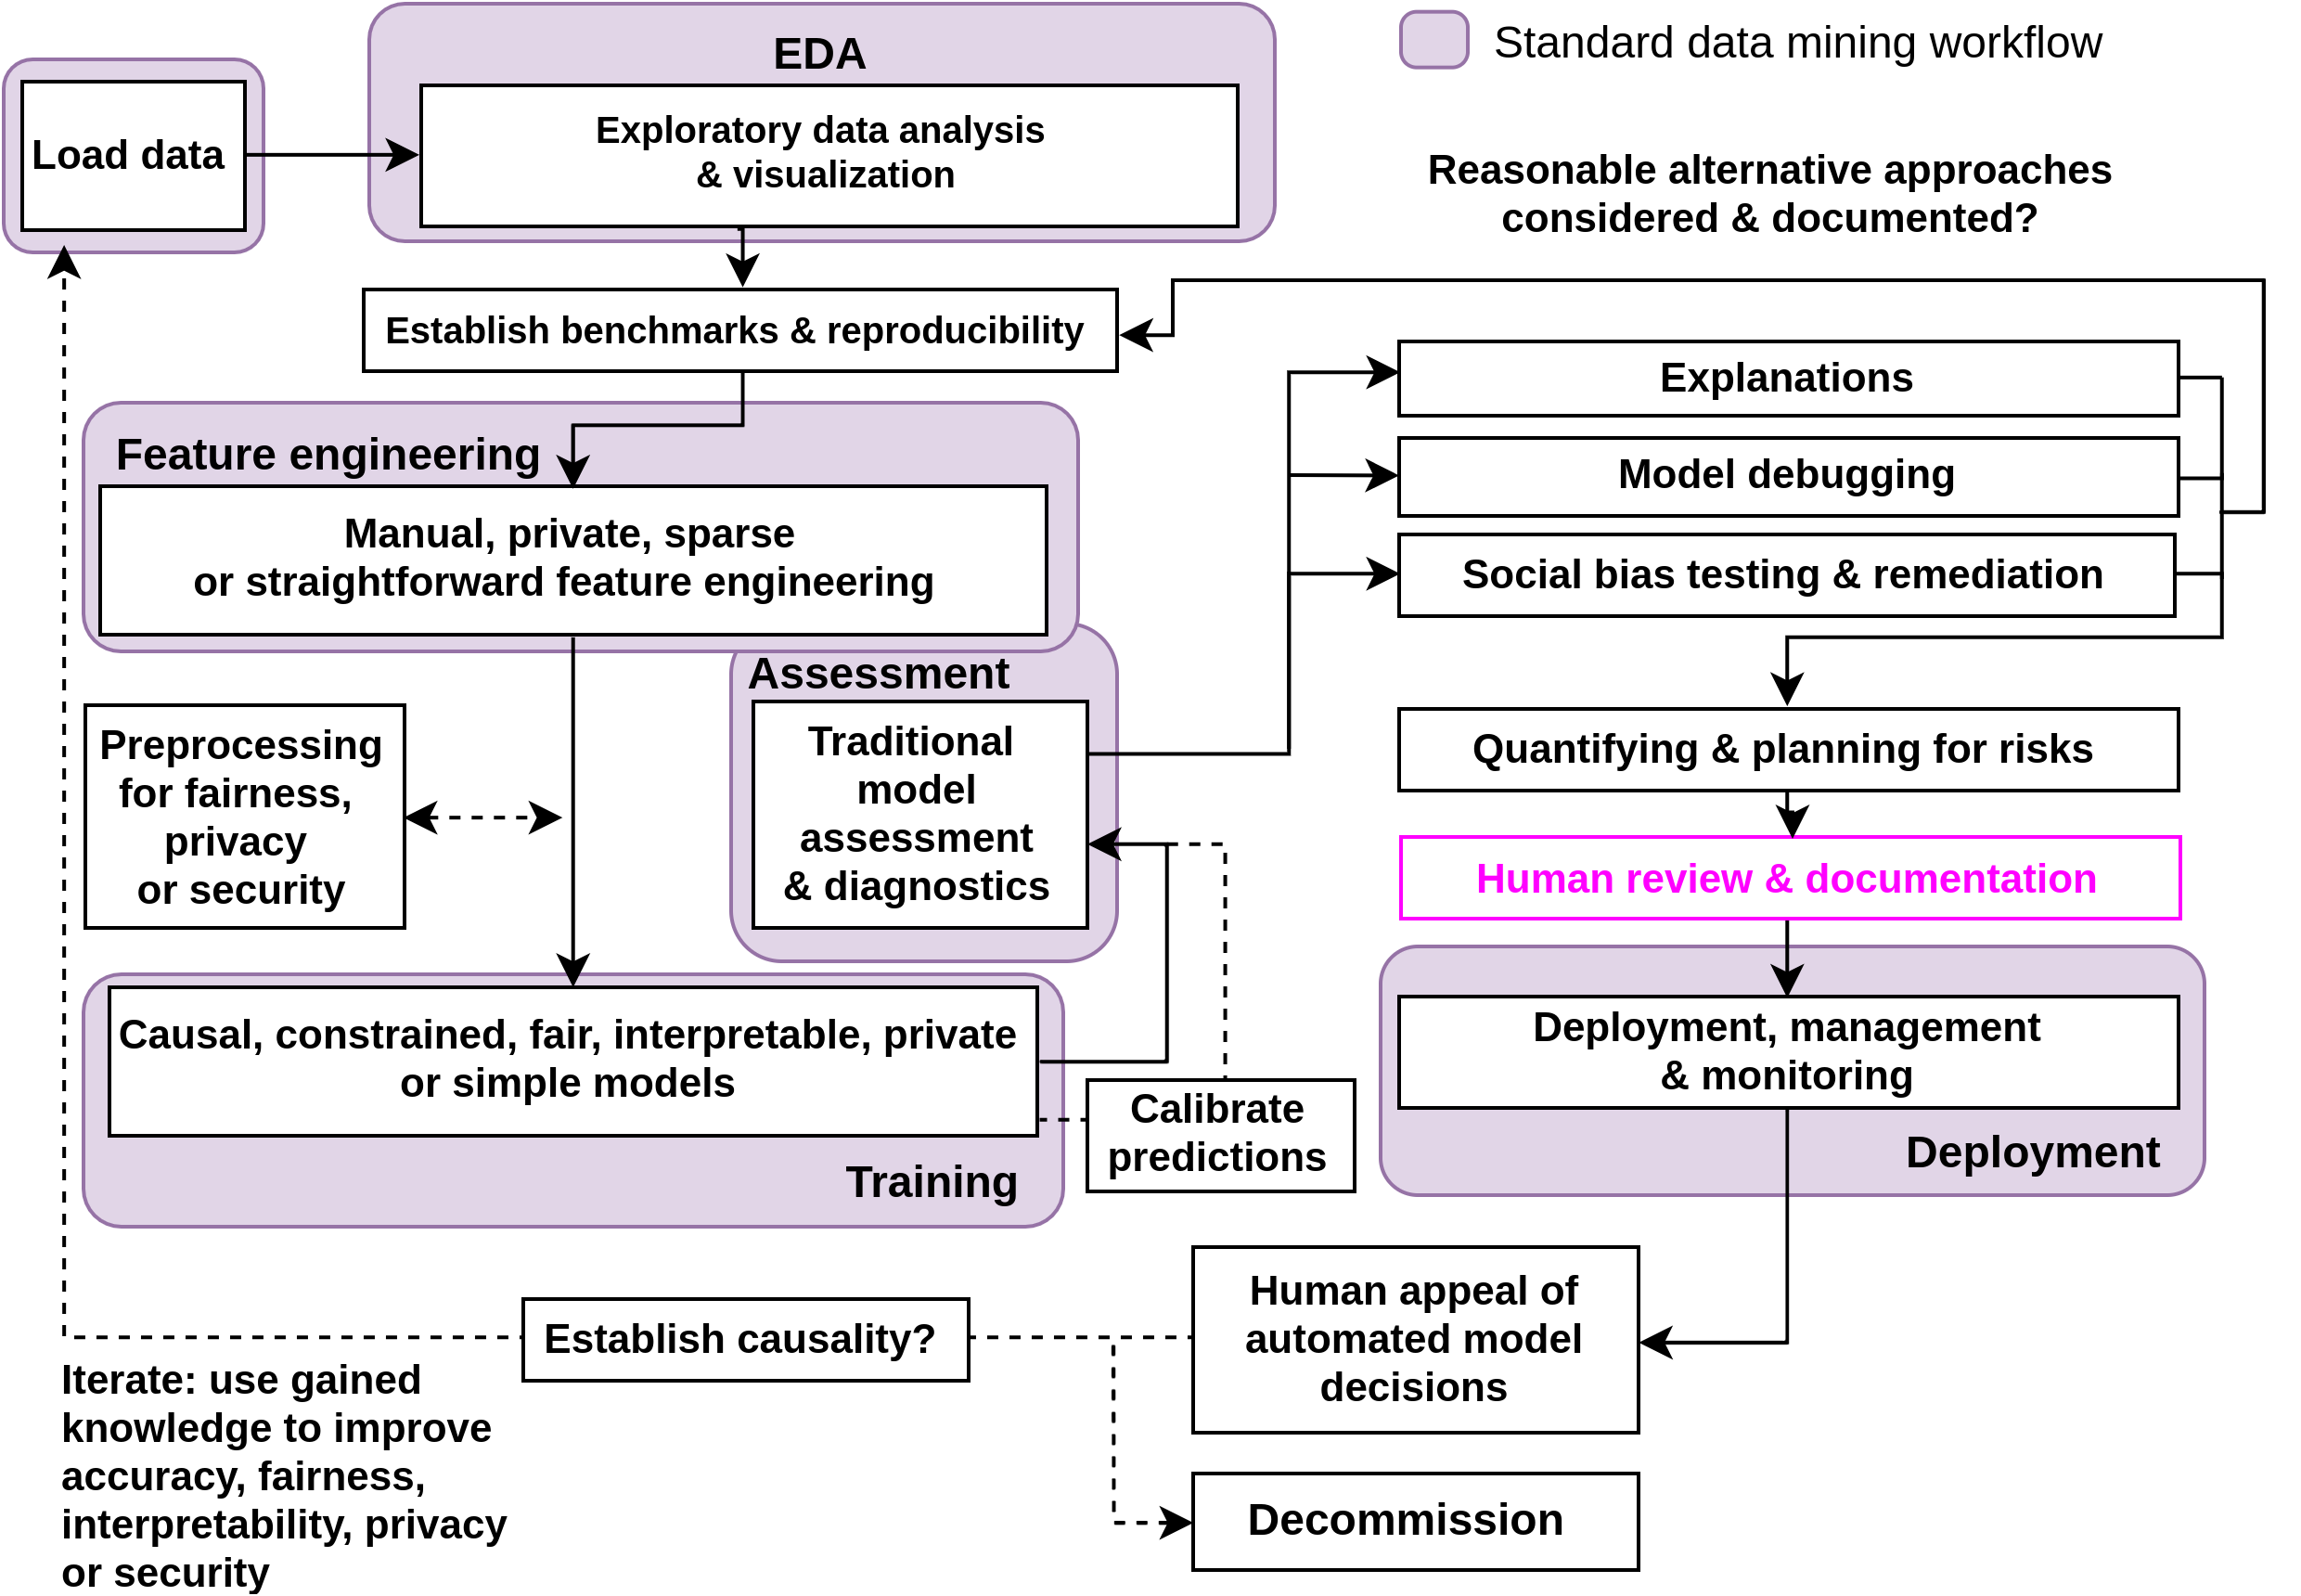 EDA
Standard data mining workflow
Load data
Exploratory data analysis
& visualization
Reasonable alternative approaches
considered & documented?
Establish benchmarks & reproducibility
Explanations
Feature engineering
Model debugging
Manual, private, sparse
or straightforward feature engineering
Social bias testing & remediation
Assessment
Preprocessing
for fairness,
privacy
or security
Traditional
model
assessment
& diagnostics
Quantifying & planning for risks
Human review & documentation
Causal, constrained, fair, interpretable, private
or simple models
Training
Calibrate
predictions
Deployment, management
& monitoring
Deployment
Human appeal of
automated model
decisions
Establish causality?
Iterate: use gained
knowledge to improve
accuracy, fairness,
interpretability, privacy
or security
Decommission